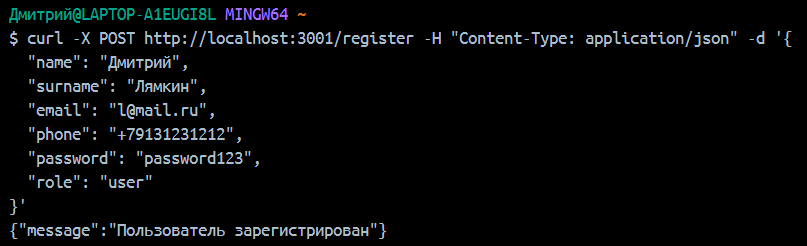 Дмитрий@LAPTOP-A1EUGI8L MINGW64 ~
$ curl -X POST http://localhost:3001/register -H "Content-Type: application/json" -d '{
  "name": "Дмитрий",
  "surname": "Лямкин",
  "email": "l@mail.ru",
  "phone": "+79131231212",
  "password": "password123",
  "role": "user"
}'
{"message":"Пользователь зарегистрирован"}